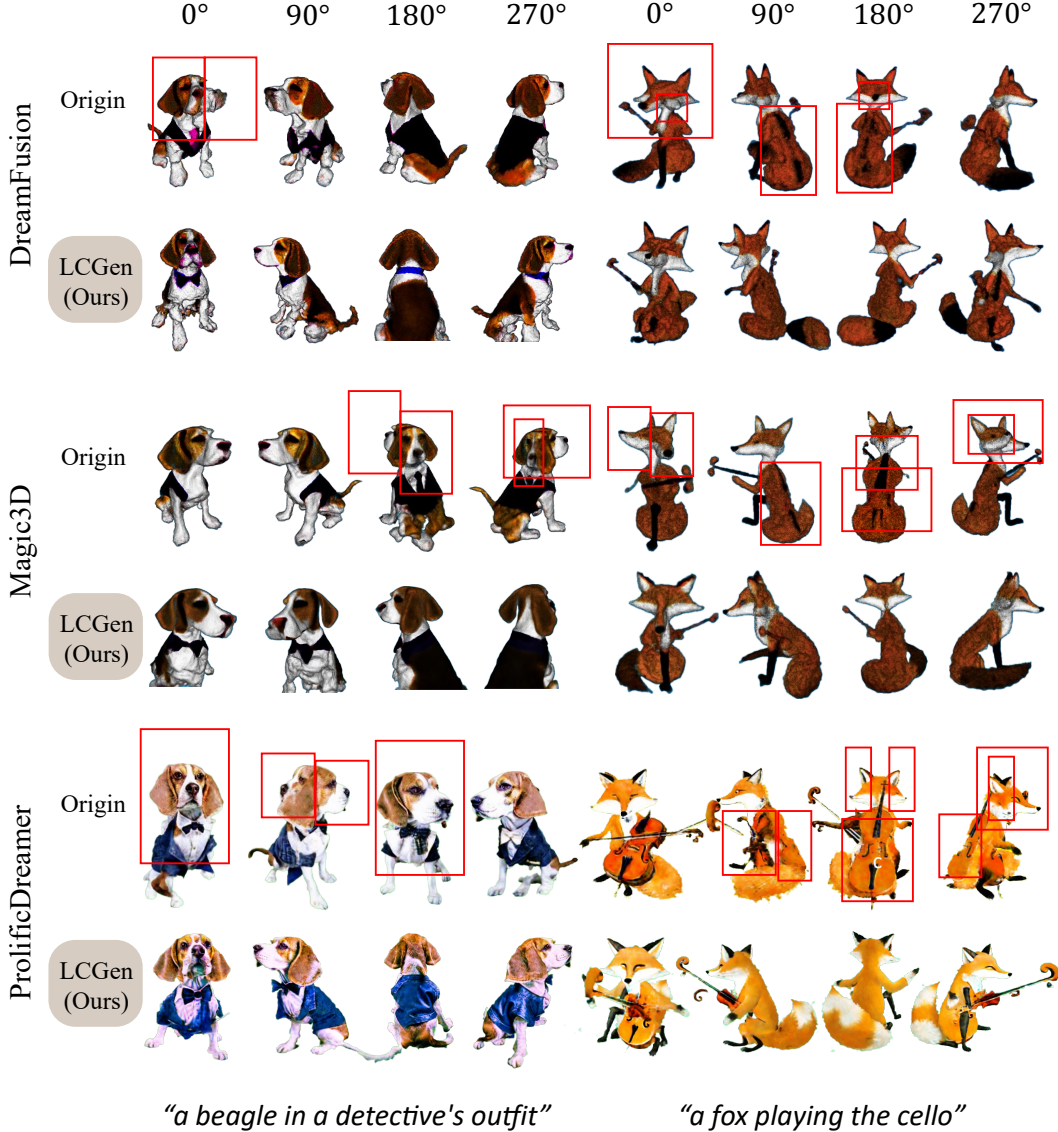 0° 90° 180° 270° 0° 90° 180° 270°
DreamFusion
Origin
LCGen
(Ours)
Magic3D
Origin
LCGen
(Ours)
ProlificDreamer
Origin
LCGen
(Ours)
“a beagle in a detective's outfit” “a fox playing the cello”